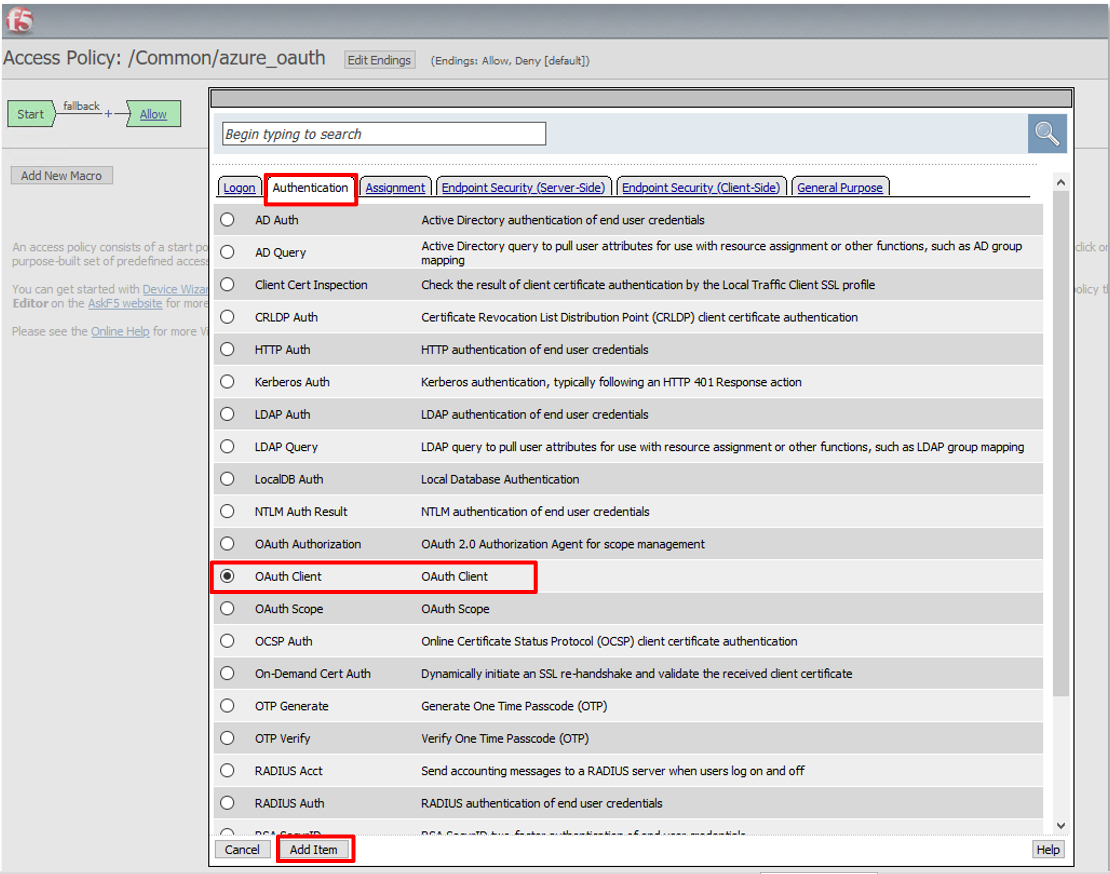 f5
Access Policy: /Common/azure_oauth Edit Endings (Endings: Allow, Deny [default])
Start fallback + Allow
Add New Macro
An access policy consists of a start
purpose-built set of predefined
You can get started with Device
Editor on the AskF5 website for more
Please see the Online Help for more
click
policy
Begin typing to search
Logon Authentication Assignment Endpoint Security (Server-Side) Endpoint Security (Client-Side) General Purpose
AD Auth Active Directory authentication of end user credentials
AD Query Active Directory query to pull user attributes for use with resource assignment or other functions, such as AD group
mapping
Client Cert Inspection Check the result of client certificate authentication by the Local Traffic Client SSL profile
CRLDP Auth Certificate Revocation List Distribution Point (CRLDP) client certificate authentication
HTTP Auth HTTP authentication of end user credentials
Kerberos Auth Kerberos authentication, typically following an HTTP 401 Response action
LDAP Auth LDAP authentication of end user credentials
LDAP Query LDAP query to pull user attributes for use with resource assignment or other functions, such as LDAP group mapping
LocalDB Auth Local Database Authentication
NTLM Auth Result NTLM authentication of end user credentials
OAuth Authorization OAuth 2.0 Authorization Agent for scope management
OAuth Client OAuth Client
OAuth Scope OAuth Scope
OCSP Auth Online Certificate Status Protocol (OCSP) client certificate authentication
On-Demand Cert Auth Dynamically initiate an SSL re-handshake and validate the received client certificate
OTP Generate Generate One Time Passcode (OTP)
OTP Verify Verify One Time Passcode (OTP)
RADIUS Acct Send accounting messages to a RADIUS server when users log on and off
RADIUS Auth RADIUS authentication of end user credentials
RSA SecurID RSA SecurID two-factor authentication of end user credentials
Cancel Add Item Help